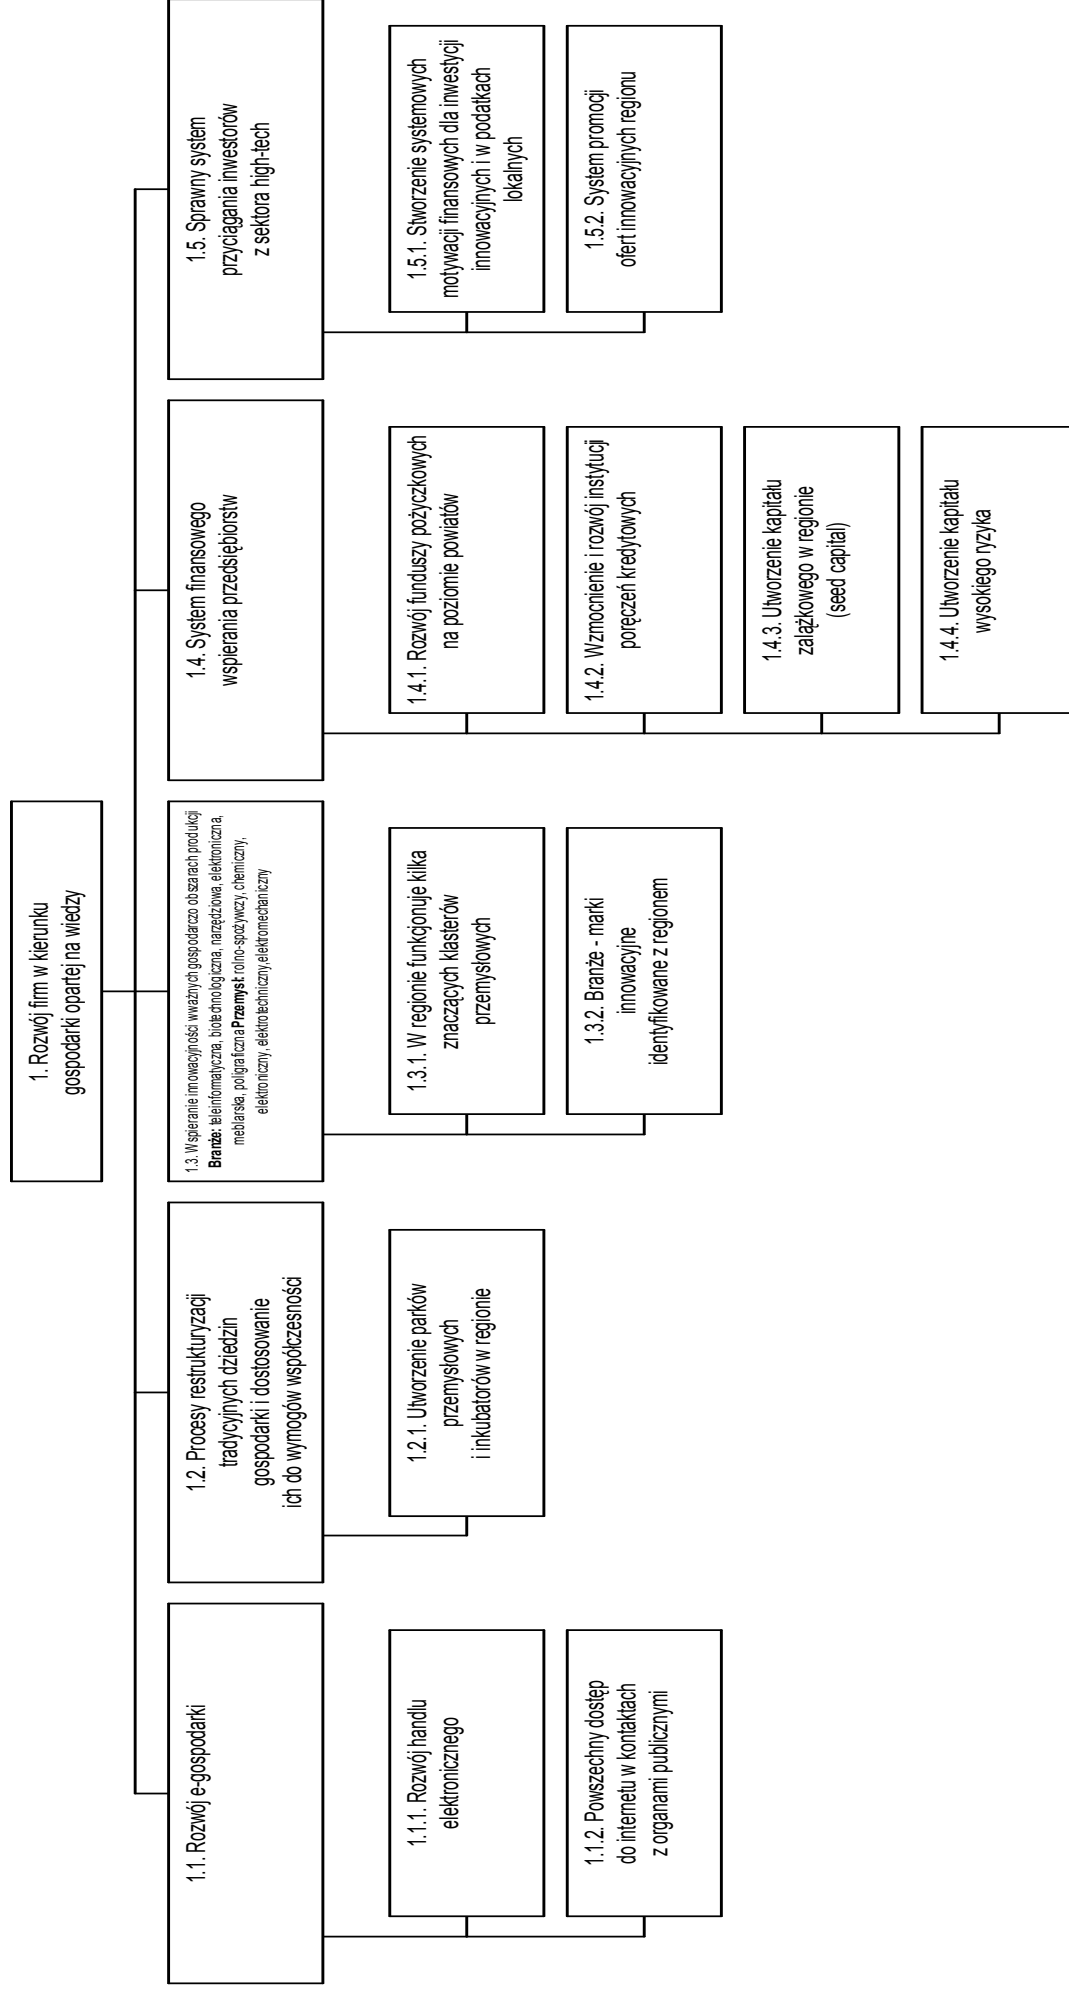 1. Rozwój firm w kierunku
gospodarki opartej na wiedzy
1.1. Rozwój e-gospodarki
1.1.1. Rozwój handlu
elektronicznego
1.1.2. Powszechny dostęp
do internetu w kontaktach
z organami publicznymi
1.2. Procesy restrukturyzacji
tradycyjnych dziedzin
gospodarki i dostosowanie
ich do wymogów współczesności
1.2.1. Utworzenie parków
przemysłowych
i inkubatorów w regionie
1.3. Wspieranie innowacyjności w ważnych gospodarczo obszarach produkcji
Branże: teleinformatyczna, biotechnologiczna, narzędziowa, elektroniczna,
meblarska, poligraficzna Przemysł: rolno-spożywczy, chemiczny,
elektroniczny, elektrotechniczny, elektromechaniczny
1.3.1. W regionie funkcjonuje kilka
znaczących klasterów
przemysłowych
1.3.2. Branże - marki
innowacyjne
identyfikowane z regionem
1.4. System finansowego
wspierania przedsiębiorstw
1.4.1. Rozwój funduszy pożyczkowych
na poziomie powiatów
1.4.2. Wzmocnienie i rozwój instytucji
poręczeń kredytowych
1.4.3. Utworzenie kapitału
zalążkowego w regionie
(seed capital)
1.4.4. Utworzenie kapitału
wysokiego ryzyka
1.5. Sprawny system
przyciągania inwestorów
z sektora high-tech
1.5.1. Stworzenie systemowych
motywacji finansowych dla inwestycji
innowacyjnych i w podatkach
lokalnych
1.5.2. System promocji
ofert innowacyjnych regionu